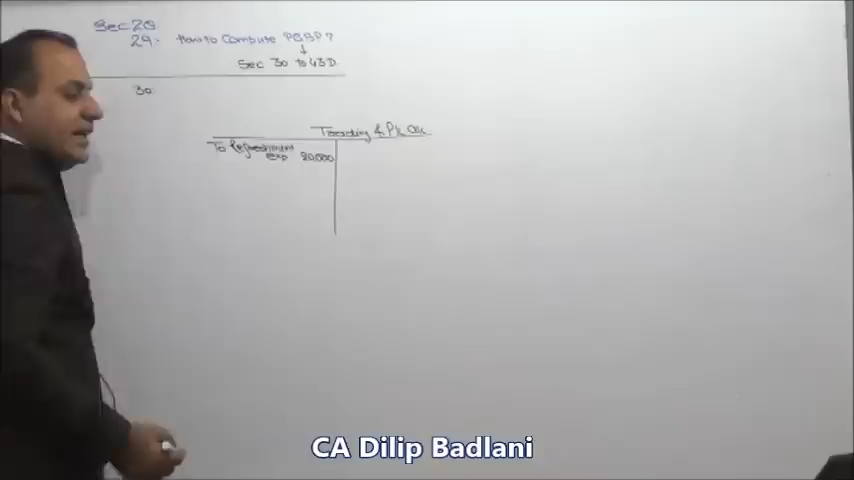 Sec 28
29. How to Compute PGBP?
↓
Sec 30 to 43D
30
Trading & P/L a/c
To Refreshment
exp 20,000
CA Dilip Badlani